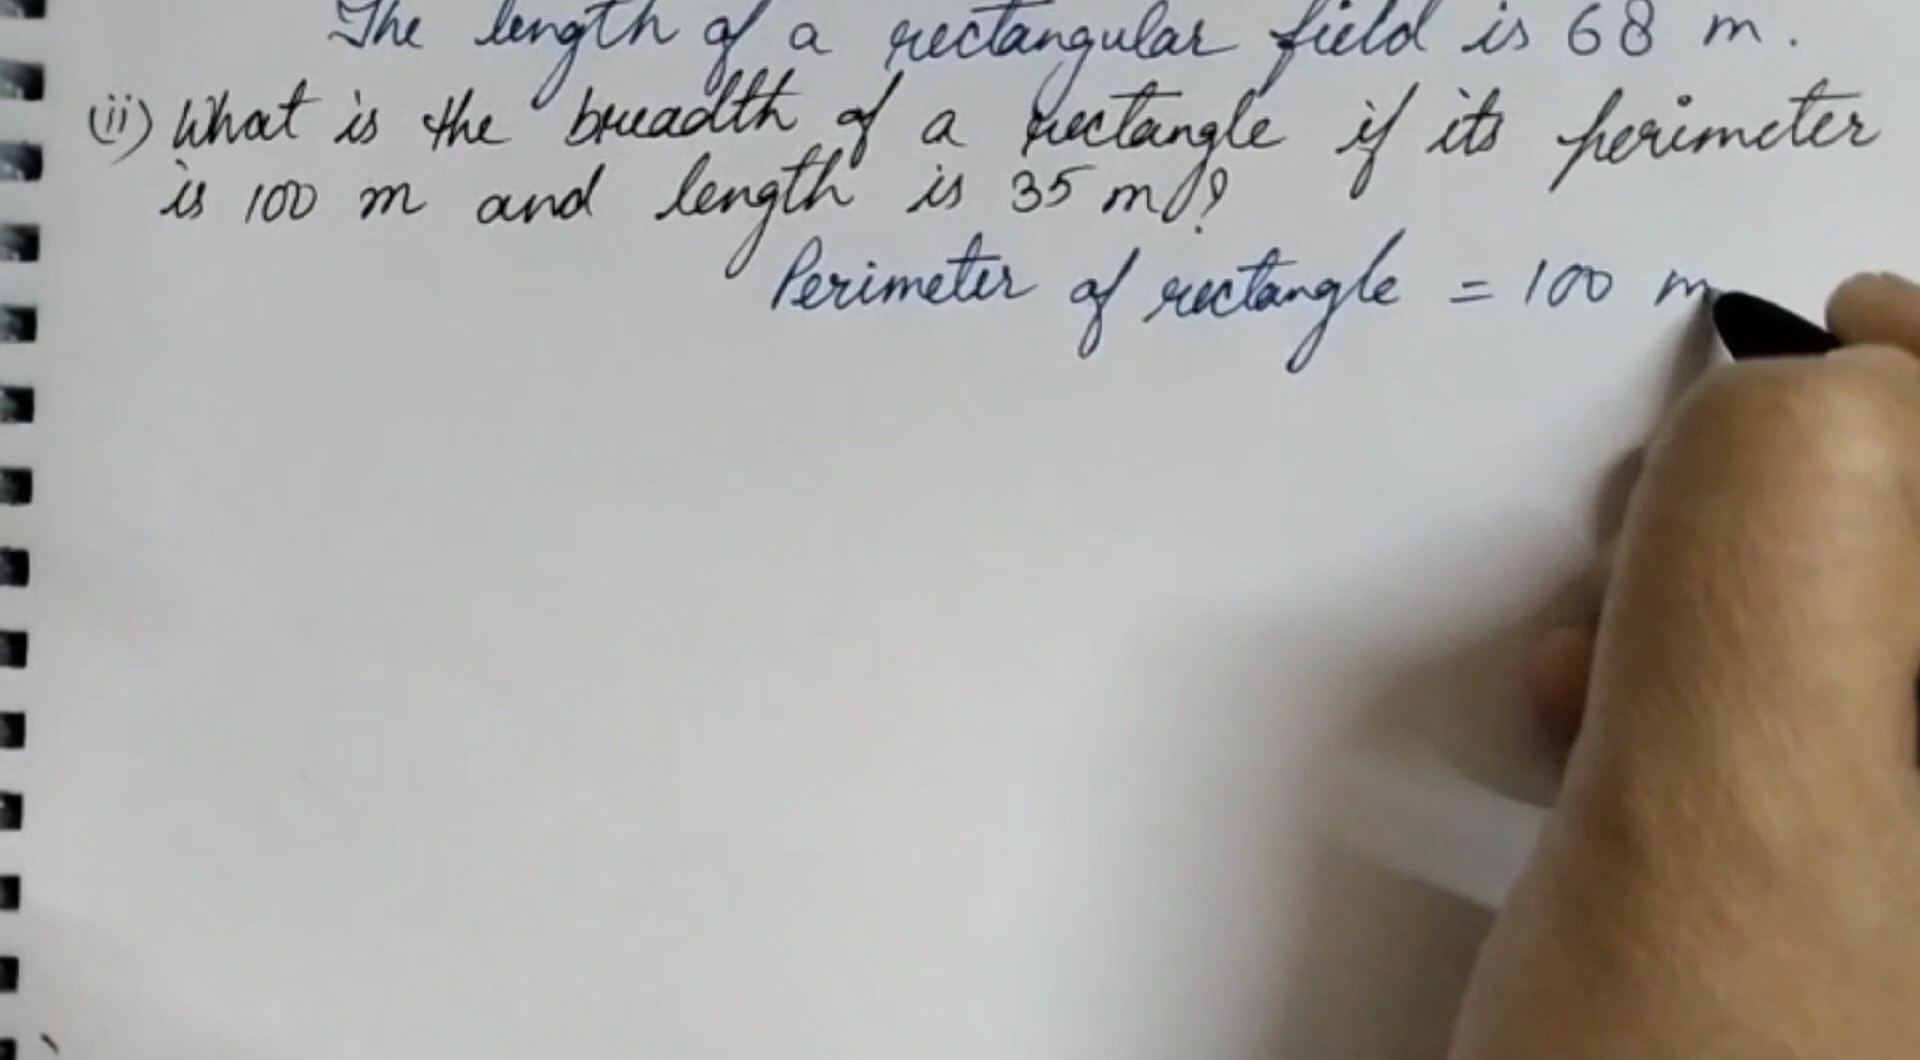 The length of a rectangular field is 68 m.
(ii) What is the breadth of a rectangle if its perimeter
is 100 m and length is 35 m?
Perimeter of rectangle = 100 m